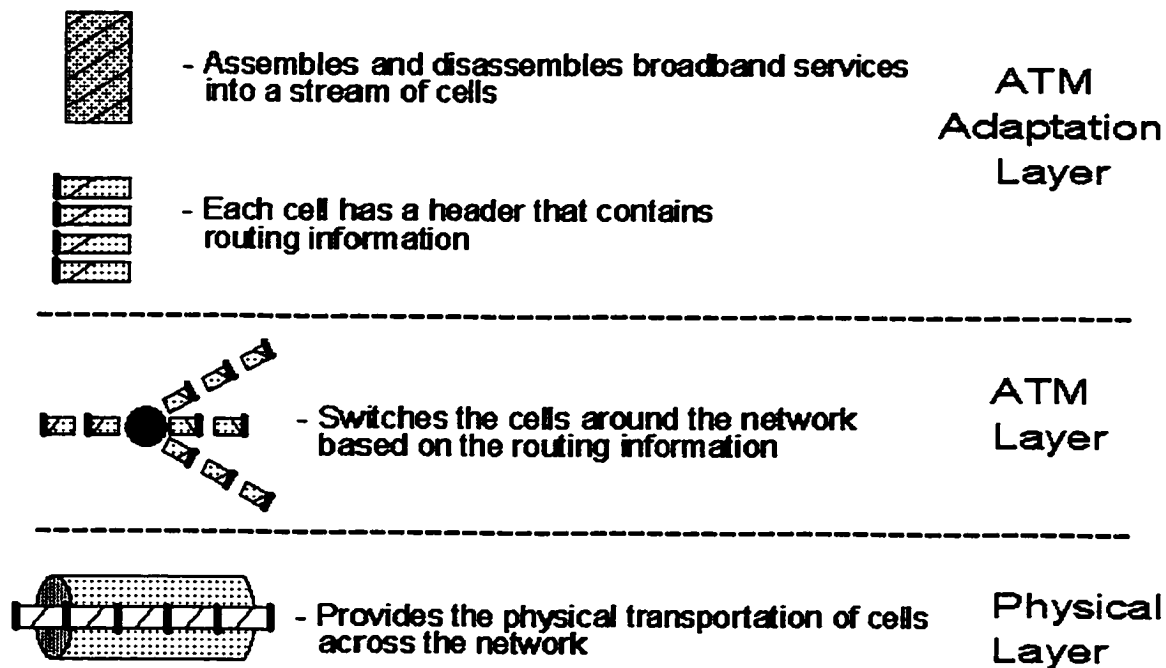 - Assembles and disassembles broadband services
into a stream of cells
ATM
Adaptation
Layer
- Each cell has a header that contains
routing information
- Switches the cells around the network
based on the routing information
ATM
Layer
- Provides the physical transportation of cells
across the network
Physical
Layer